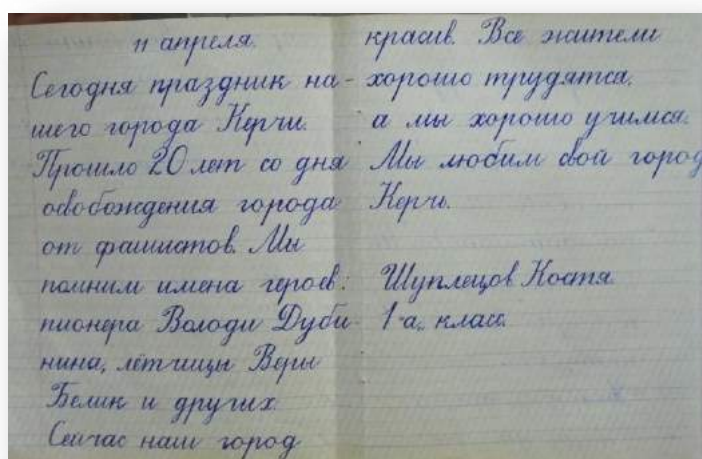 11 апреля.
Сегодня праздник на-
шего города Керчи.
Прошло 20 лет со дня
освобождения города
от фашистов. Мы
помним имена героев:
пионера Володи Дуби-
нина, лётчицы Веры
Белик и других.
Сейчас наш город
красив. Все жители
хорошо трудятся,
а мы хорошо учимся.
Мы любим свой город
Керчь.
Шуплецов Костя.
1 "а" класс.